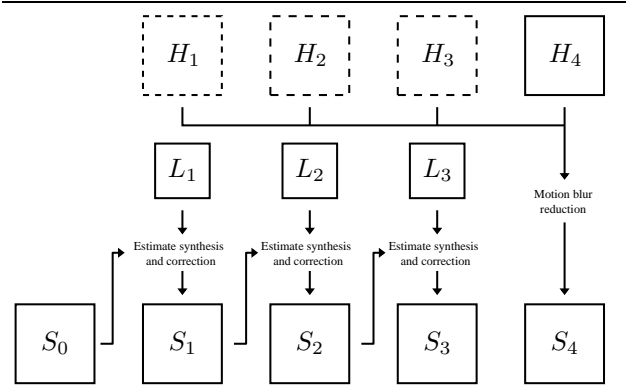 H₁ H₂ H₃ H₄
L₁ L₂ L₃
Motion blur
reduction
Estimate synthesis
and correction
Estimate synthesis
and correction
Estimate synthesis
and correction
S₀ S₁ S₂ S₃ S₄